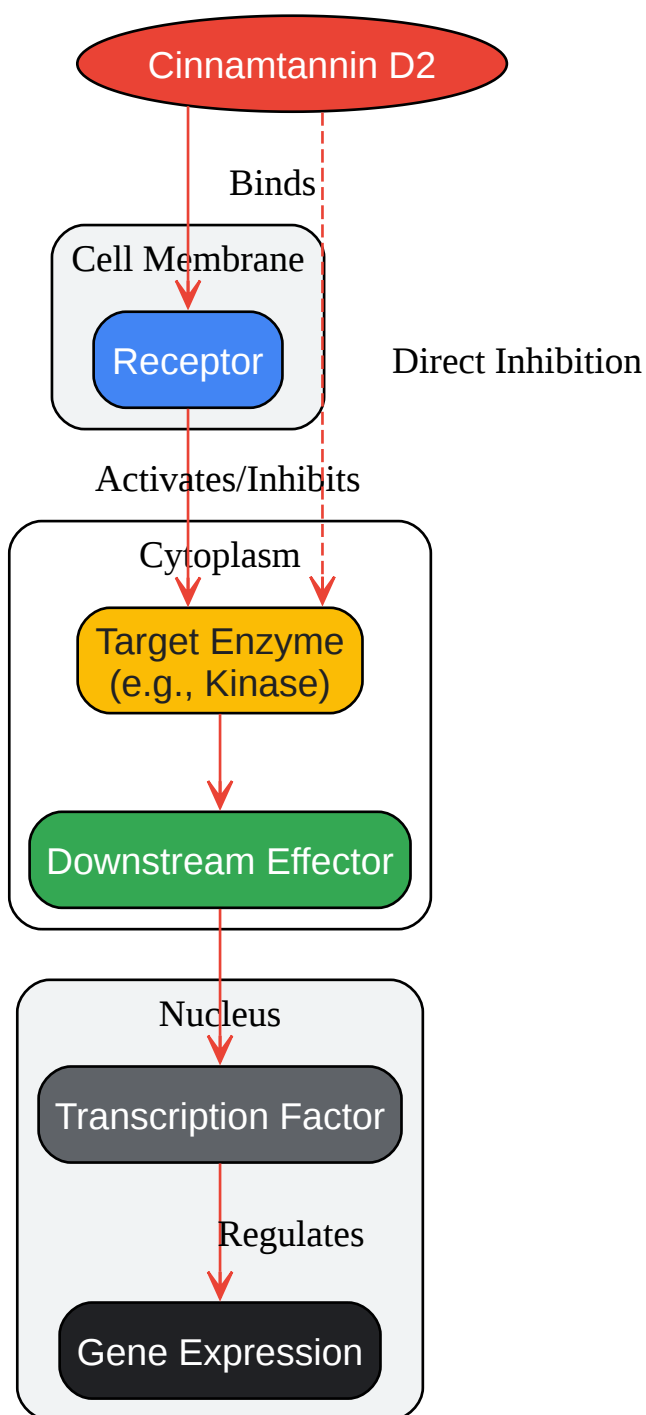 Cinnamtannin D2
Binds
Cell Membrane
Receptor
Direct Inhibition
Activates/Inhibits
Cytoplasm
Target Enzyme
(e.g., Kinase)
Downstream Effector
Nucleus
Transcription Factor
Regulates
Gene Expression